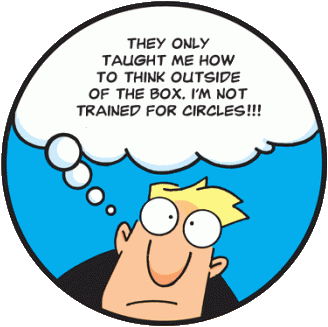 THEY ONLY
TAUGHT ME HOW
TO THINK OUTSIDE
OF THE BOX. I'M NOT
TRAINED FOR CIRCLES!!!